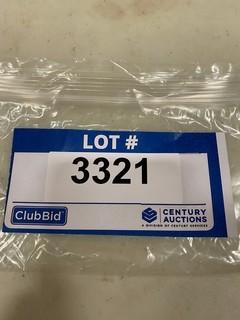 LOT #
3321
ClubBid
CENTURY
AUCTIONS
A DIVISION OF CENTURY SERVICES